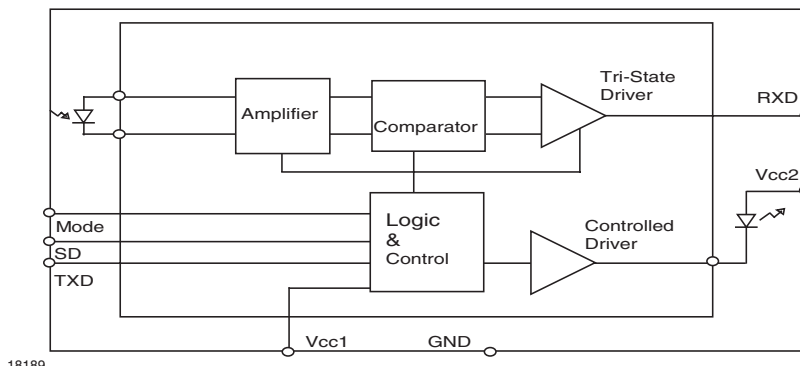 Tri-State
Driver
RXD
Amplifier
Comparator
Vcc2
Mode
Logic
&
Control
Controlled
Driver
SD
TXD
Vcc1
GND
18189